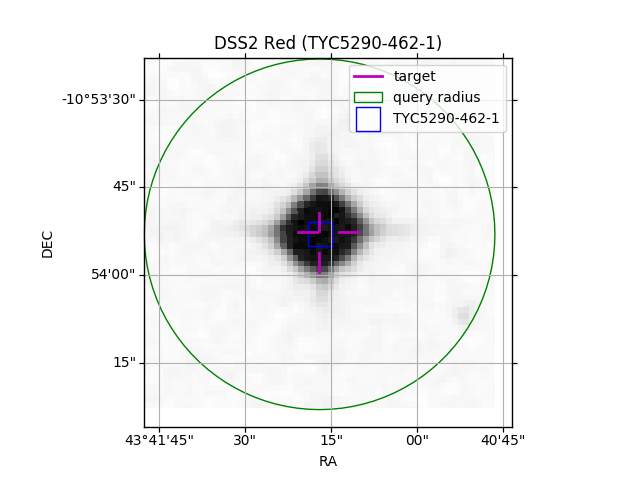 DSS2 Red (TYC5290-462-1)
target
query radius
TYC5290-462-1
-10°53'30"
45"
54'00"
15"
DEC
43°41'45"
30"
15"
00"
40'45"
RA